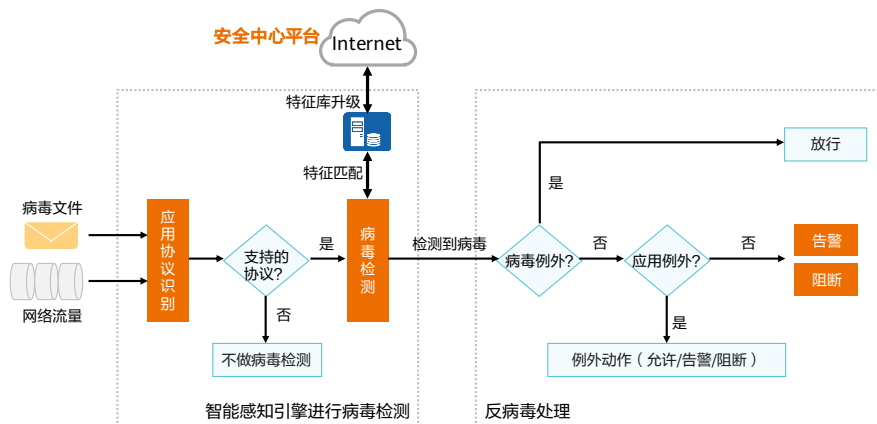 安全中心平台
Internet
特征库升级
特征匹配
病毒文件
网络流量
应用协议识别
支持的
协议?
是
否
不做病毒检测
病毒检测
智能感知引擎进行病毒检测
检测到病毒
病毒例外?
是
放行
否
应用例外?
否
告警
阻断
是
例外动作（允许/告警/阻断）
反病毒处理